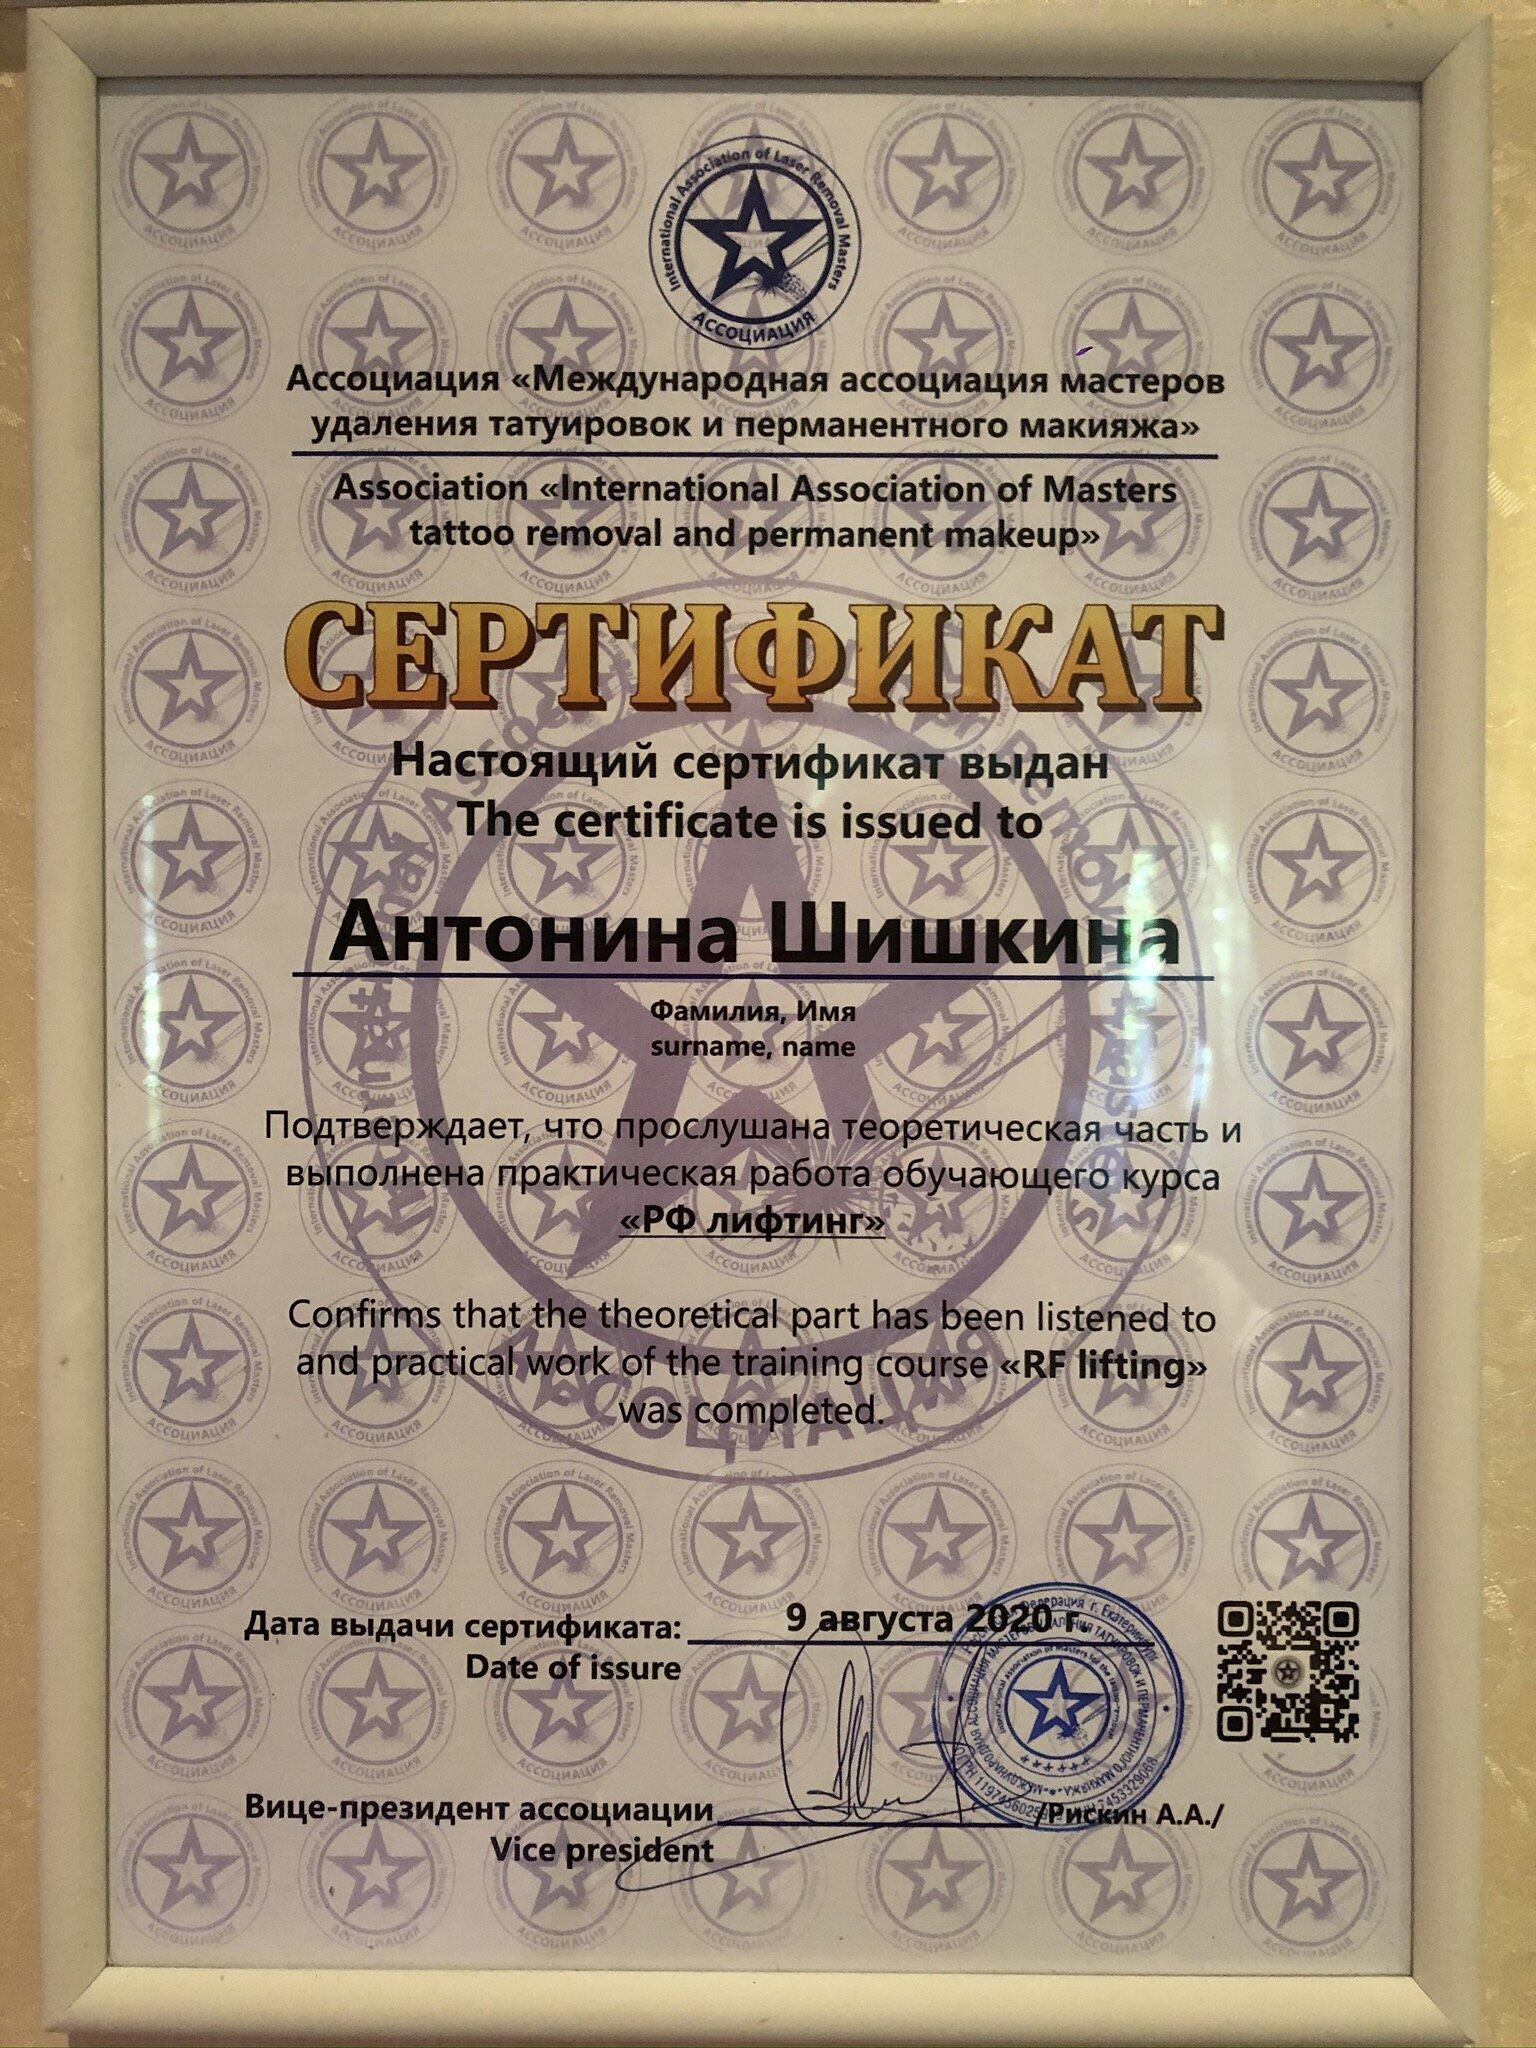 International Association of Laser Removal Masters
АССОЦИАЦИЯ
Ассоциация «Международная ассоциация мастеров
удаления татуировок и перманентного макияжа»
Association «International Association of Masters
tattoo removal and permanent makeup»
СЕРТИФИКАТ
Настоящий сертификат выдан
The certificate is issued to
Антонина Шишкина
Фамилия, Имя
surname, name
Подтверждает, что прослушана теоретическая часть и
выполнена практическая работа обучающего курса
«РФ лифтинг»
Confirms that the theoretical part has been listened to
and practical work of the training course «RF lifting»
was completed.
Дата выдачи сертификата: 9 августа 2020 г.
Date of issure
Вице-президент ассоциации /Рискин А.А./
Vice president